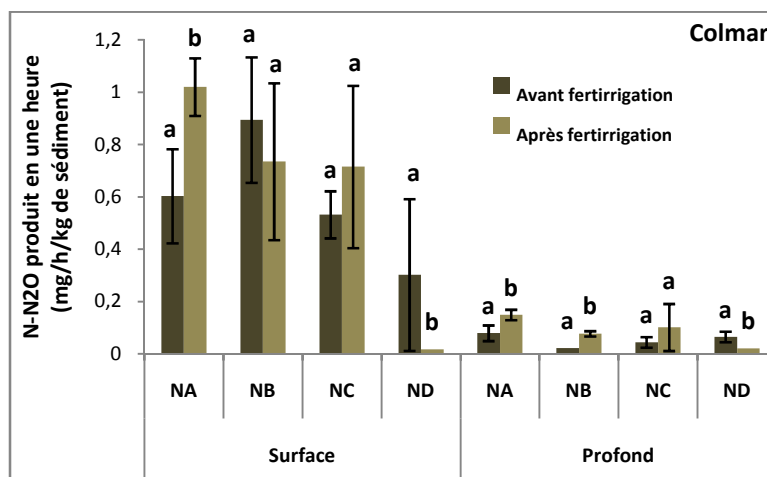 Colmar
N-N2O produit en une heure
(mg/h/kg de sédiment)
1,2
1
0,8
0,6
0,4
0,2
0
Avant fertirrigation
Après fertirrigation
a b a a a a a b a b a b a a a b
NA NB NC ND NA NB NC ND
Surface Profond